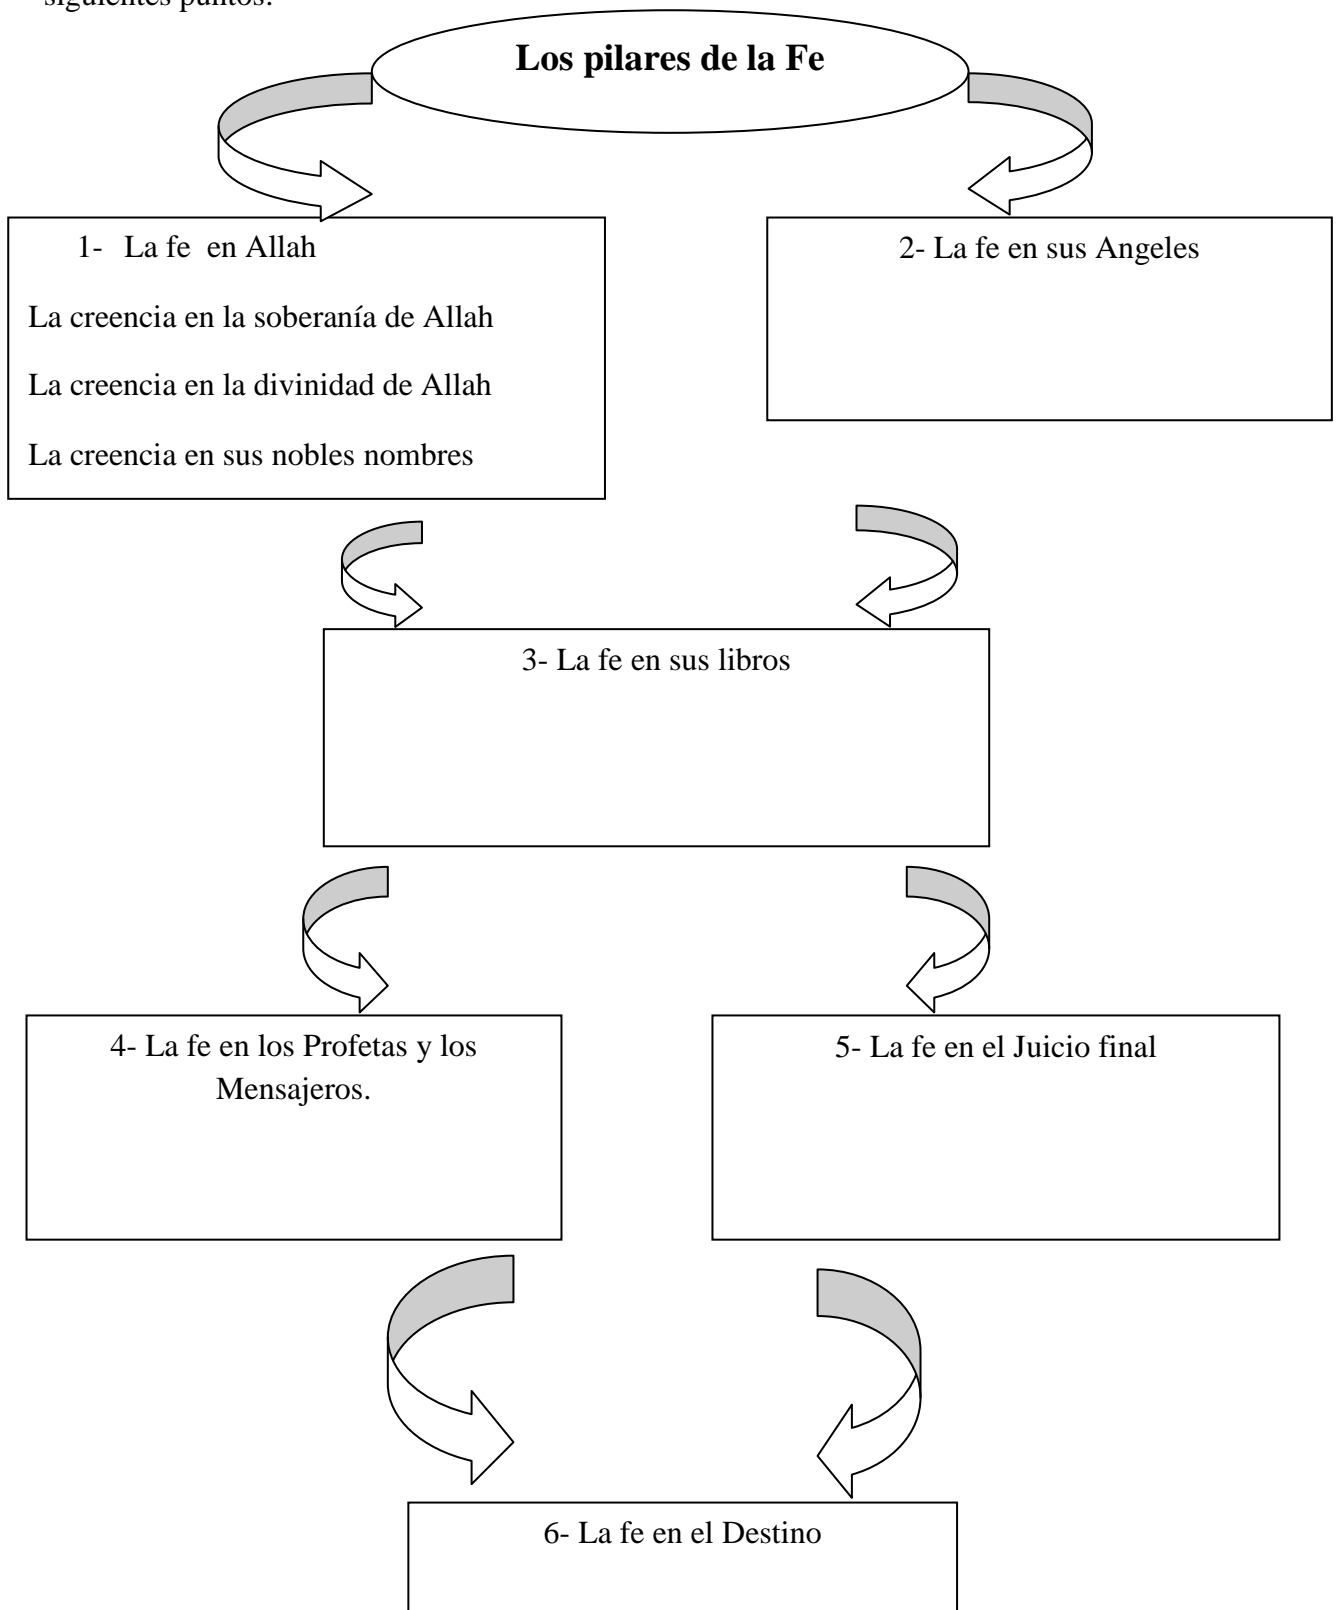 siguientes puntos:
Los pilares de la Fe
1- La fe en Allah
La creencia en la soberanía de Allah
La creencia en la divinidad de Allah
La creencia en sus nobles nombres
2- La fe en sus Angeles
3- La fe en sus libros
4- La fe en los Profetas y los
Mensajeros.
5- La fe en el Juicio final
6- La fe en el Destino